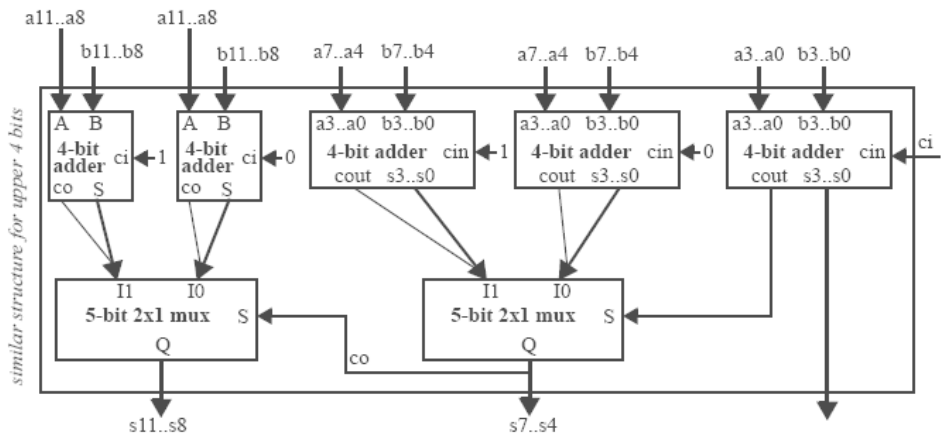 a11..a8
a11..a8
b11..b8
b11..b8
a7..a4 b7..b4
a7..a4 b7..b4
a3..a0 b3..b0
similar structure for upper 4 bits
A B
4-bit
adder
ci
1
co S
A B
4-bit
adder
ci
0
co S
a3..a0 b3..b0
4-bit adder
cin
1
cout s3..s0
a3..a0 b3..b0
4-bit adder
cin
0
cout s3..s0
a3..a0 b3..b0
4-bit adder
cin
ci
cout s3..s0
I1 I0
5-bit 2x1 mux
S
Q
I1 I0
5-bit 2x1 mux
S
Q
co
s11..s8
s7..s4